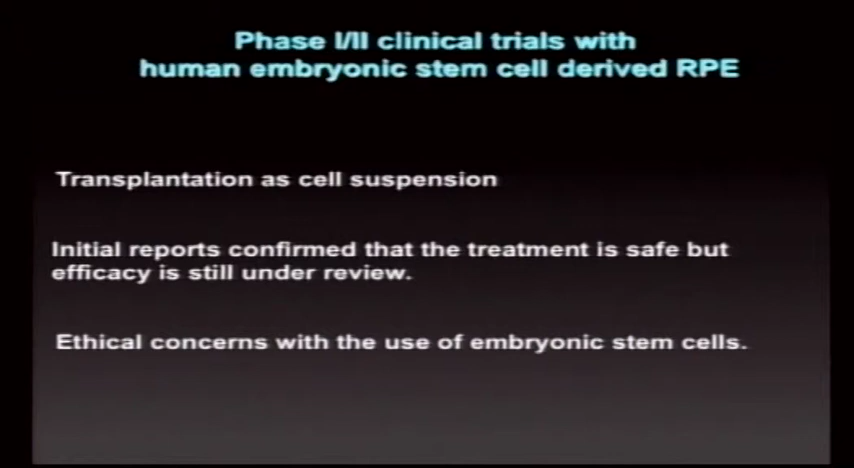 Phase I/II clinical trials with
human embryonic stem cell derived RPE
Transplantation as cell suspension
Initial reports confirmed that the treatment is safe but
efficacy is still under review.
Ethical concerns with the use of embryonic stem cells.